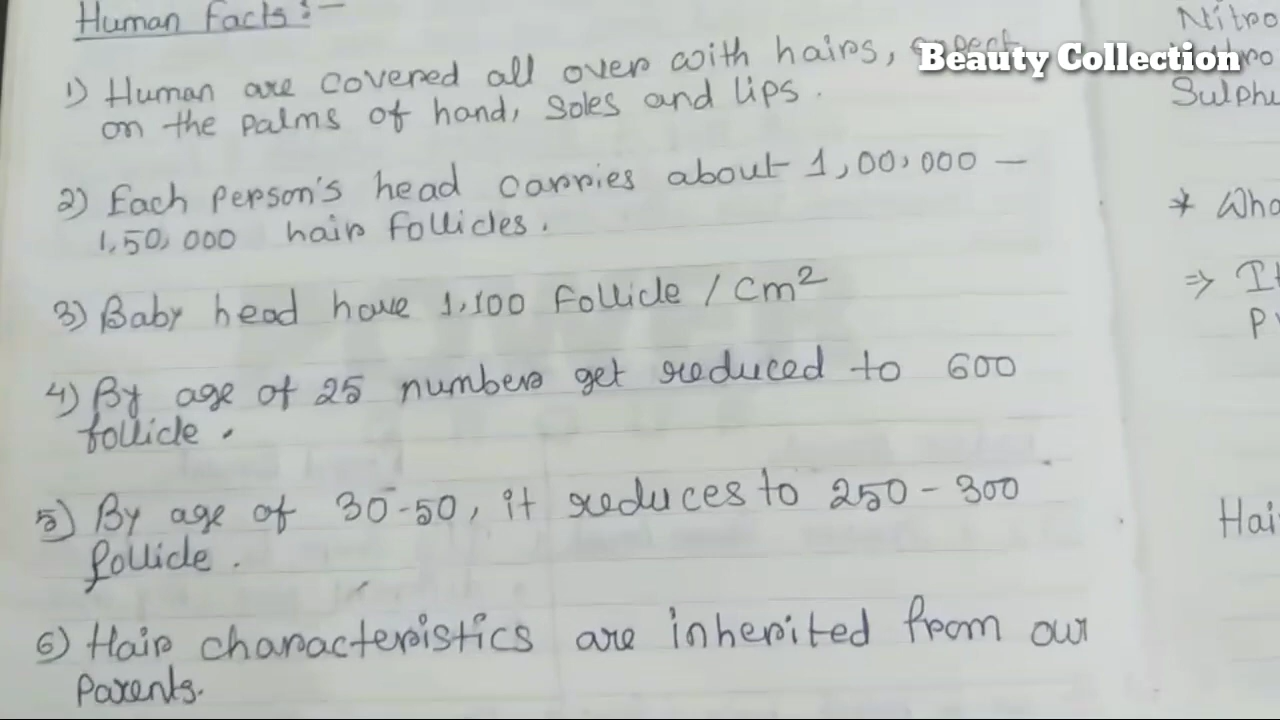 Human Facts :-
1) Human are covered all over with hairs,
on the palms of hand, soles and lips.
2) Each person's head carries about 1,00,000 -
1,50,000 hair follicles.
3) Baby head have 1,100 follicle / cm²
4) By age of 25 numbers get reduced to 600
follicle.
5) By age of 30-50, it reduces to 250 - 300
follicle.
6) Hair characteristics are inherited from our
Parents.
Beauty Collection
Nitro
Sulphu
* Wha
⇒ It
Hai